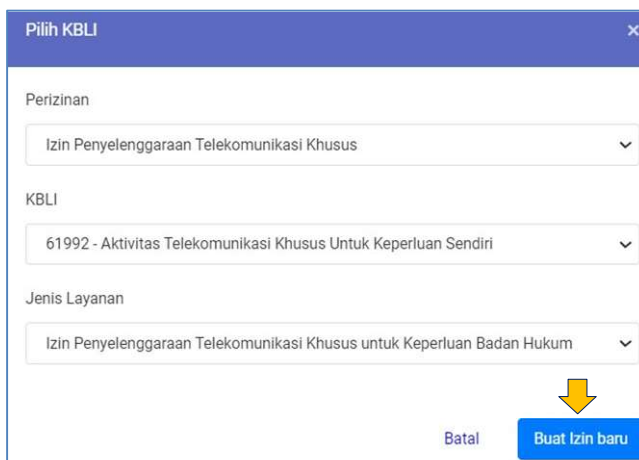 Pilih KBLI
Perizinan
Izin Penyelenggaraan Telekomunikasi Khusus
KBLI
61992 - Aktivitas Telekomunikasi Khusus Untuk Keperluan Sendiri
Jenis Layanan
Izin Penyelenggaraan Telekomunikasi Khusus untuk Keperluan Badan Hukum
Batal Buat Izin baru